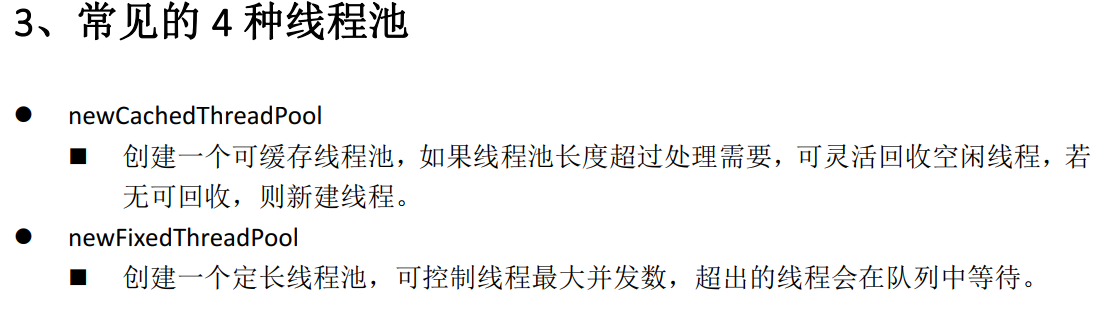 3、常见的 4 种线程池
● newCachedThreadPool
■ 创建一个可缓存线程池，如果线程池长度超过处理需要，可灵活回收空闲线程，若
无可回收，则新建线程。
● newFixedThreadPool
■ 创建一个定长线程池，可控制线程最大并发数，超出的线程会在队列中等待。